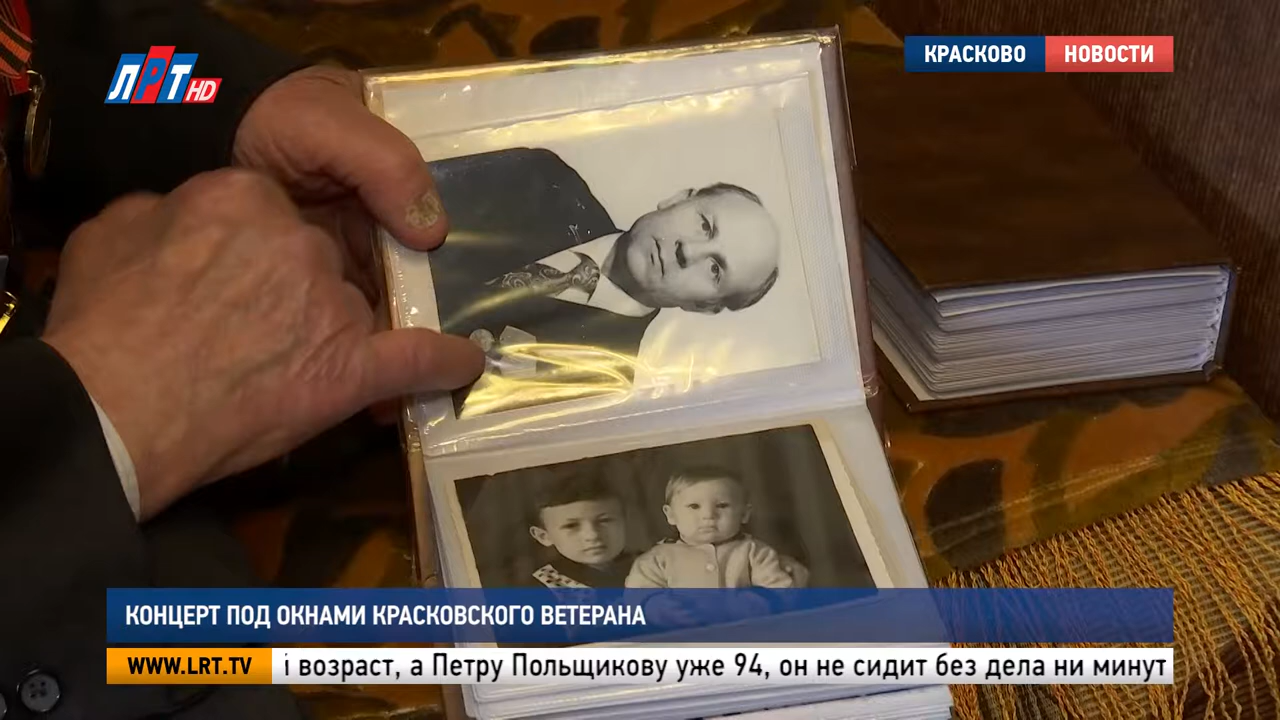 ЛРТ HD
КРАСКОВО НОВОСТИ
КОНЦЕРТ ПОД ОКНАМИ КРАСКОВСКОГО ВЕТЕРАНА
WWW.LRT.TV возраст, а Петру Польщикову уже 94, он не сидит без дела ни минут